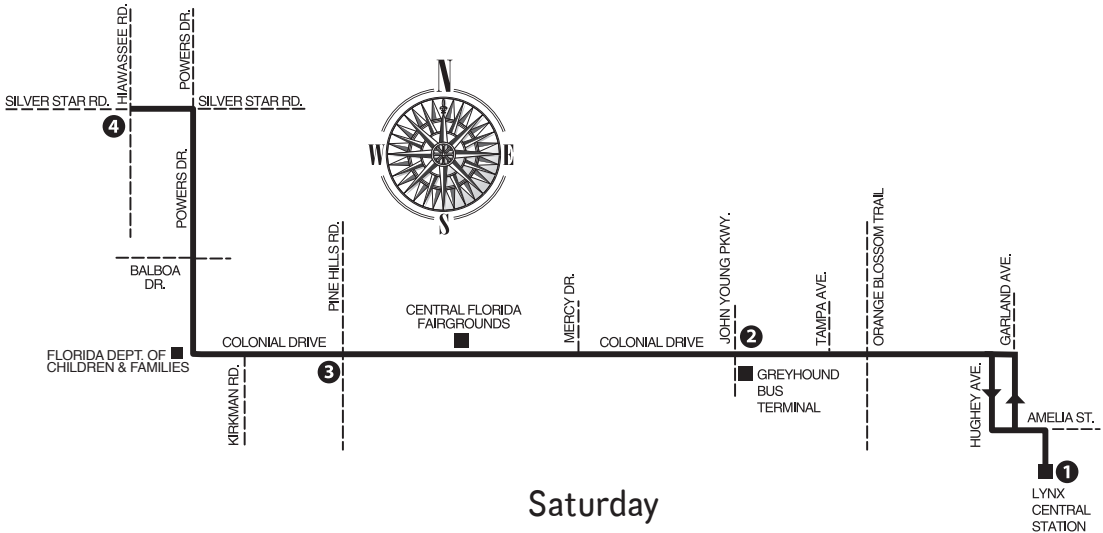 HIAWASSEE RD.
POWERS DR.
SILVER STAR RD.
SILVER STAR RD.
4
POWERS DR.
N
W
E
S
BALBOA
DR.
PINE HILLS RD.
CENTRAL FLORIDA
FAIRGROUNDS
MERCY DR.
JOHN YOUNG PKWY.
TAMPA AVE.
ORANGE BLOSSOM TRAIL
GARLAND AVE.
COLONIAL DRIVE
COLONIAL DRIVE
2
FLORIDA DEPT. OF
CHILDREN & FAMILIES
KIRKMAN RD.
3
GREYHOUND
BUS
TERMINAL
HUGHEY AVE.
AMELIA ST.
1
LYNX
CENTRAL
STATION
Saturday